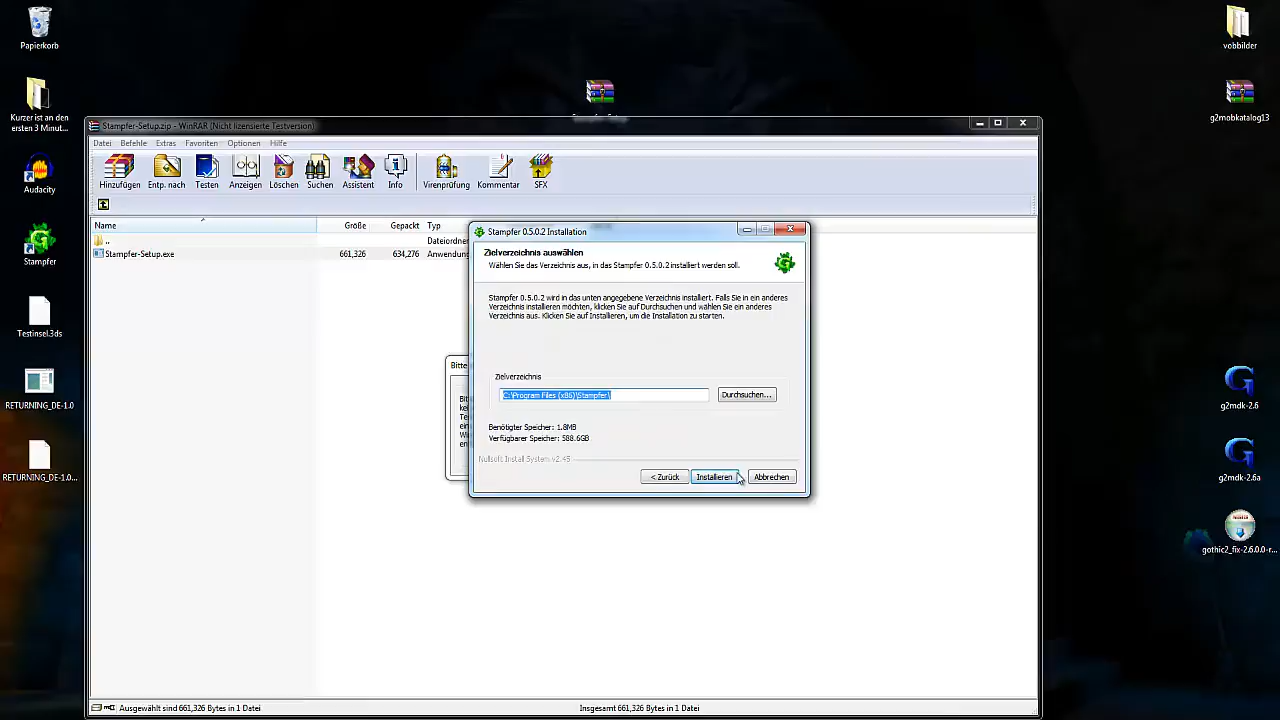 Papierkorb
Kurzer ist an den
ersten 3 Minut...
Audacity
Stampfer
Testinsel.3ds
RETURNING_DE-1.0
RETURNING_DE-1.0...
vobbilder
g2mobkatalog13
g2mdk-2.6
g2mdk-2.6a
gothic2_fix-2.6.0.0-r...
Stampfer-Setup.zip - WinRAR (Nicht lizensierte Testversion)
Datei Befehle Extras Favoriten Optionen Hilfe
Hinzufügen Entp. nach Testen Anzeigen Löschen Suchen Assistent Info Virenprüfung Kommentar SFX
Name Größe Gepackt Typ
.. Dateiordner
Stampfer-Setup.exe 661,326 634,276 Anwendung
Bitte
Stampfer 0.5.0.2 Installation
Zielverzeichnis auswählen
Wählen Sie das Verzeichnis aus, in das Stampfer 0.5.0.2 installiert werden soll.
Stampfer 0.5.0.2 wird in das unten angegebene Verzeichnis installiert. Falls Sie in ein anderes
Verzeichnis installieren möchten, klicken Sie auf Durchsuchen und wählen Sie ein anderes
Verzeichnis aus. Klicken Sie auf Installieren, um die Installation zu starten.
Zielverzeichnis
C:\Program Files (x86)\Stampfer\
Durchsuchen...
Benötigter Speicher: 1.8MB
Verfügbarer Speicher: 588.6GB
Nullsoft Install System v2.45
< Zurück Installieren Abbrechen
Ausgewählt sind 661,326 Bytes in 1 Datei
Insgesamt 661,326 Bytes in 1 Datei